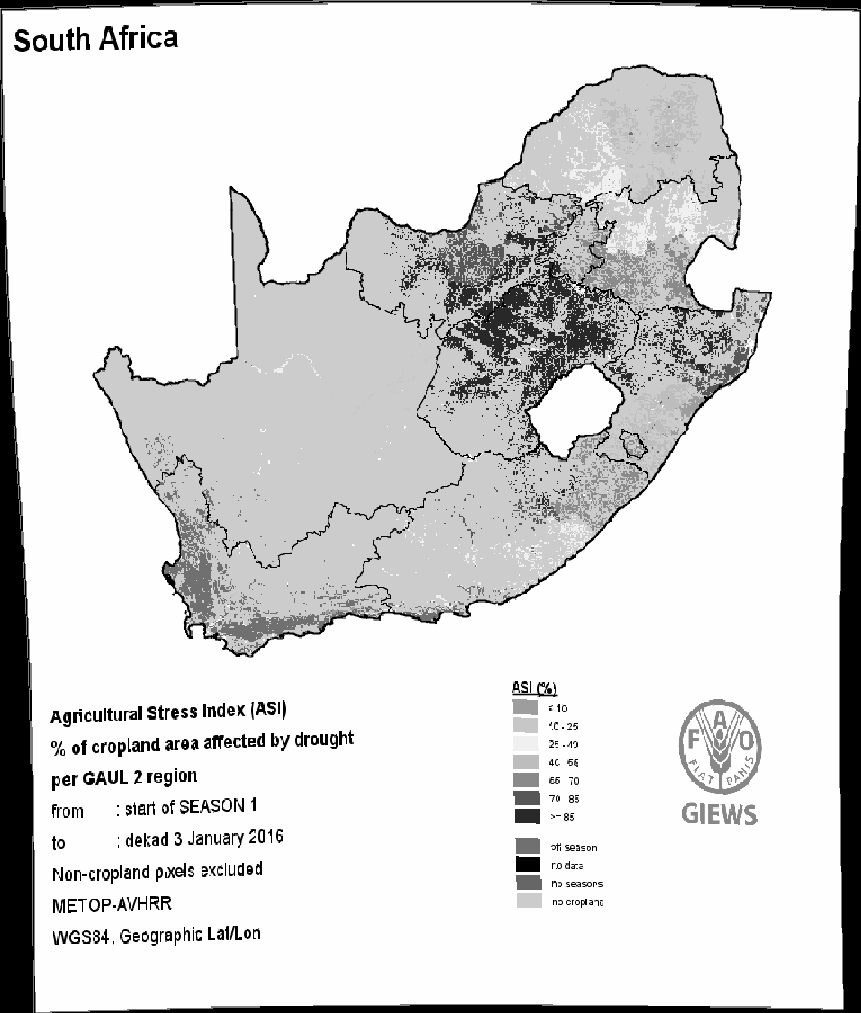 South Africa
Agricultural Stress Index (ASI)
% of cropland area affected by drought
per GAUL 2 region
from : start of SEASON 1
to : dekad 3 January 2016
Non-cropland pixels excluded
METOP-AVHRR
WGS84, Geographic Lat/Lon
ASI (%)
< 10
10 - 25
25 - 40
40 - 55
55 - 70
70 - 85
>= 85
off season
no data
no seasons
no cropland
FAO
FIAT PANIS
GIEWS